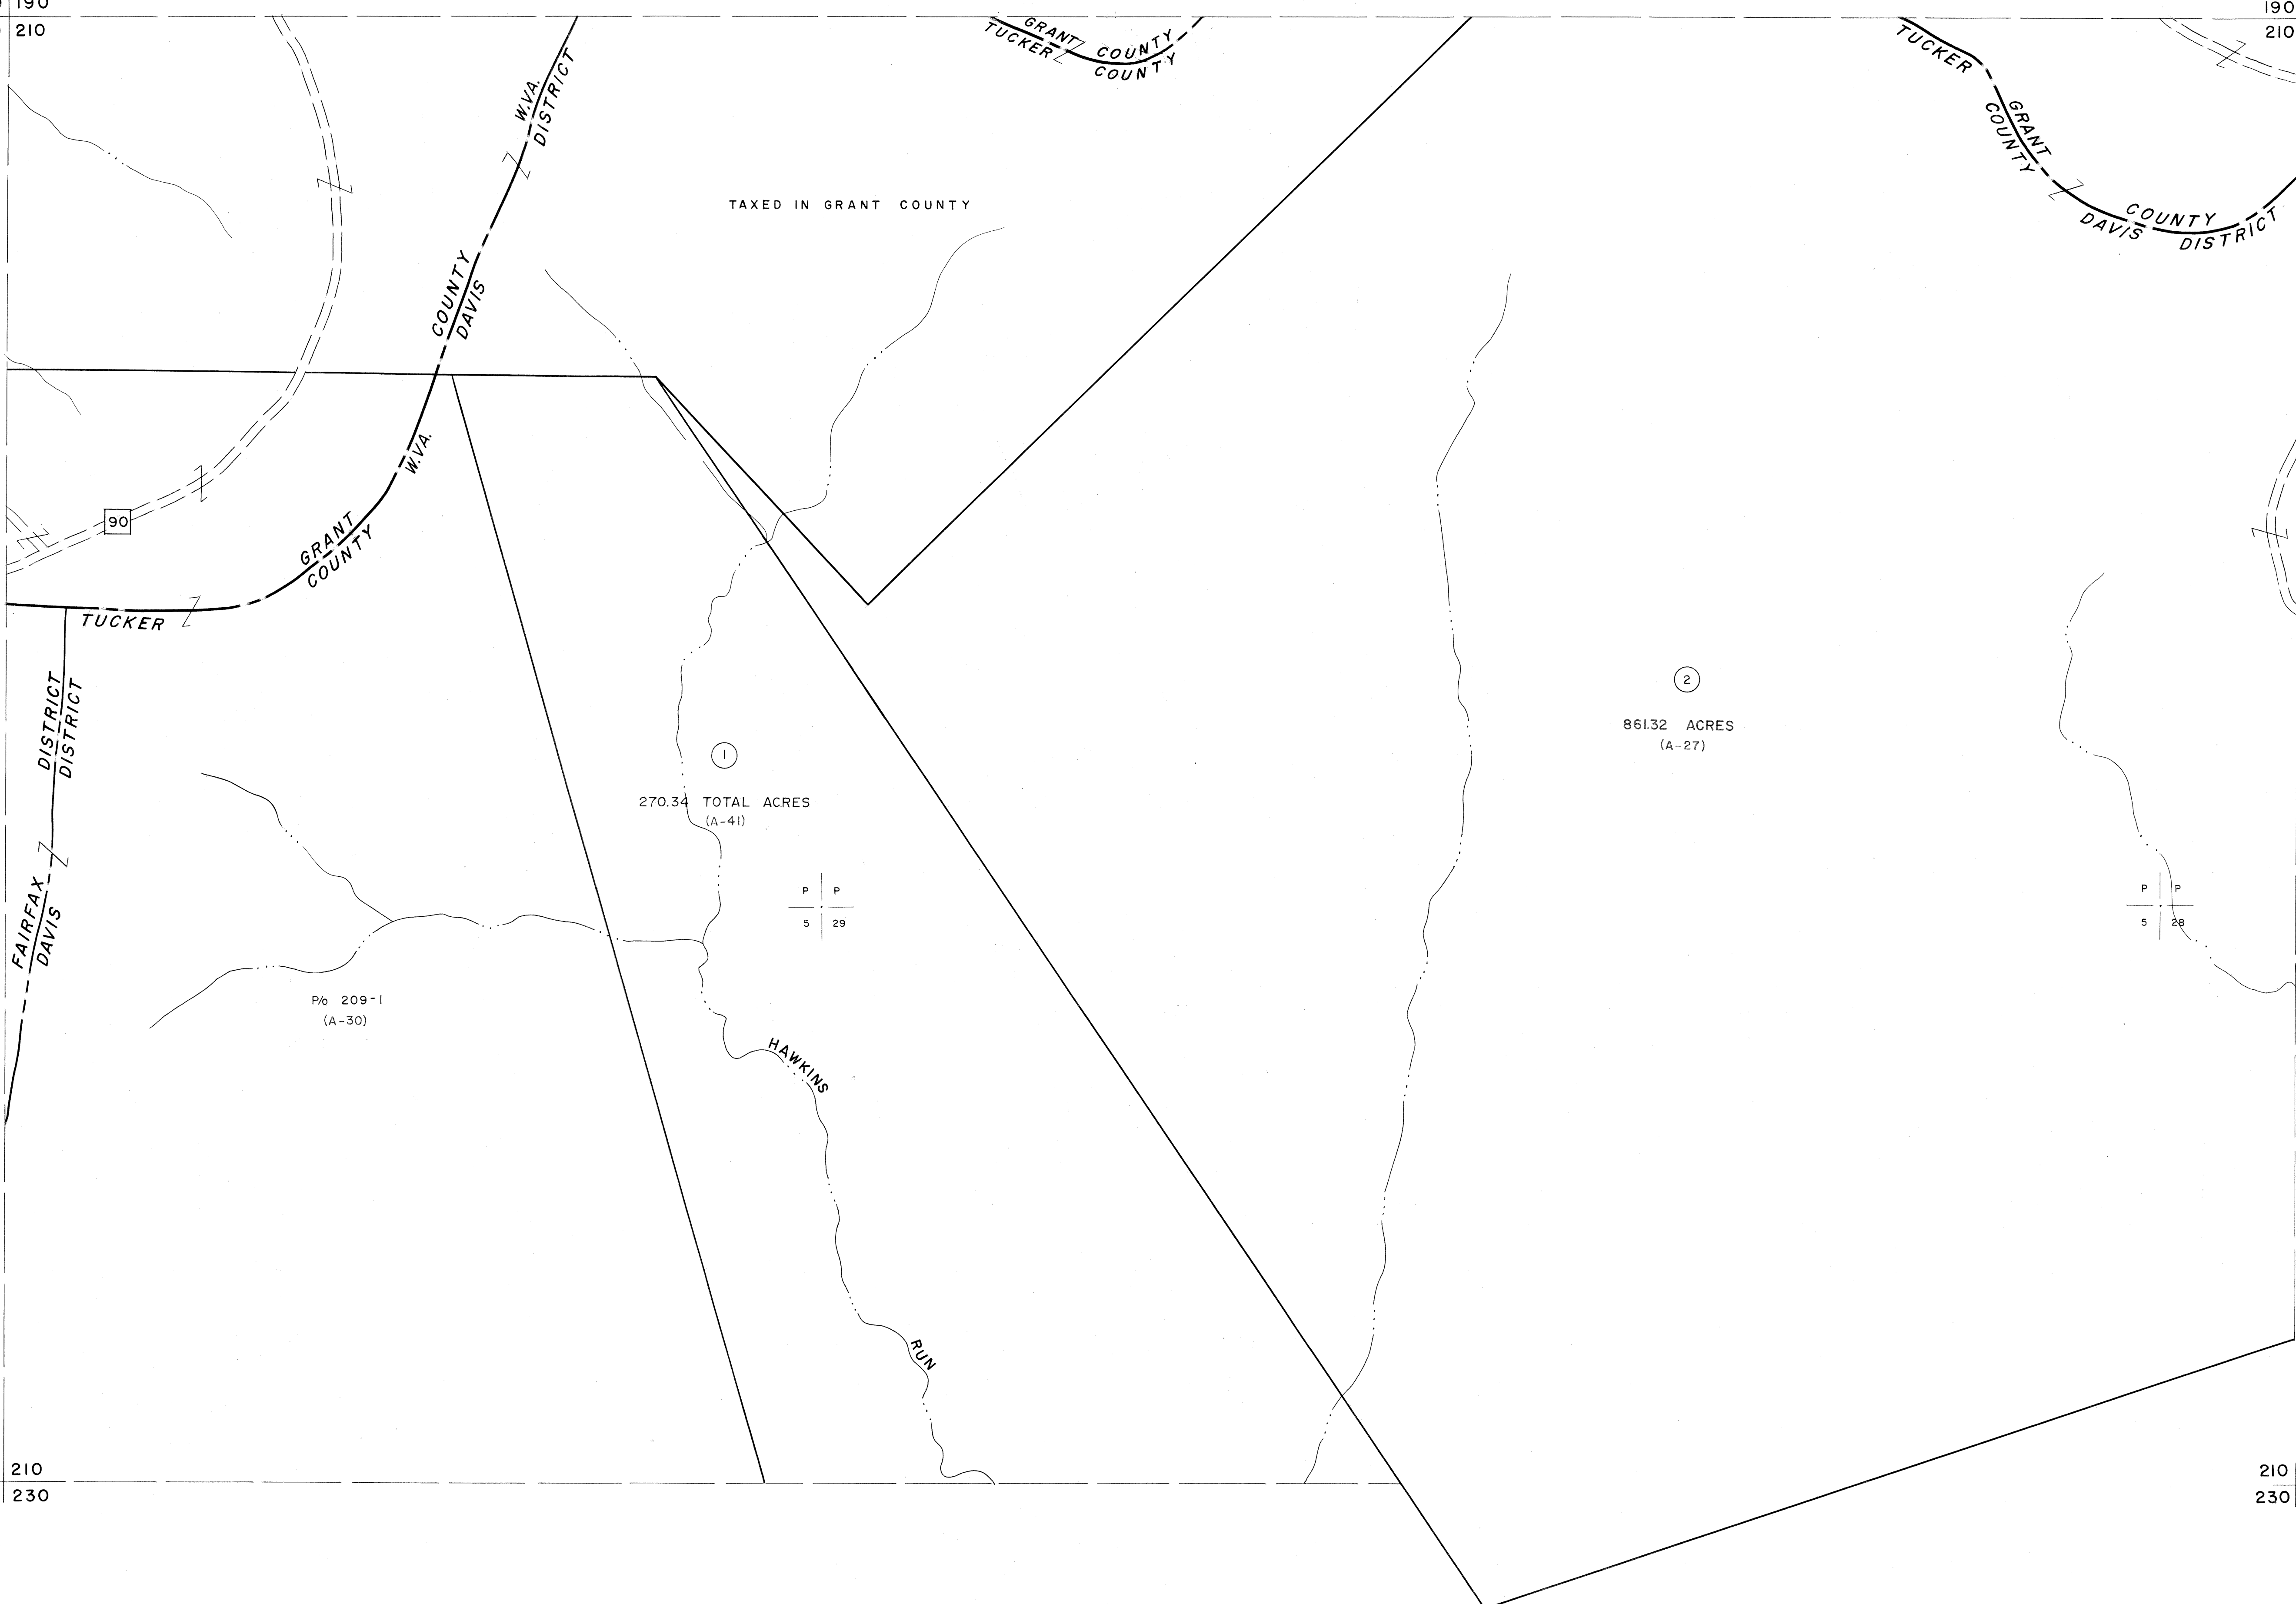 190
210
190
210
GRANT COUNTY
TUCKER COUNTY
W.VA.
DISTRICT
TUCKER
GRANT
COUNTY
COUNTY
DAVIS DISTRICT
TAXED IN GRANT COUNTY
COUNTY
DAVIS
W.VA.
90
GRANT
COUNTY
TUCKER
DISTRICT
DISTRICT
FAIRFAX
DAVIS
2
861.32 ACRES
(A-27)
1
270.34 TOTAL ACRES
(A-41)
P P
5 29
P P
5 28
P/o 209-1
(A-30)
HAWKINS
RUN
210
230
210
230